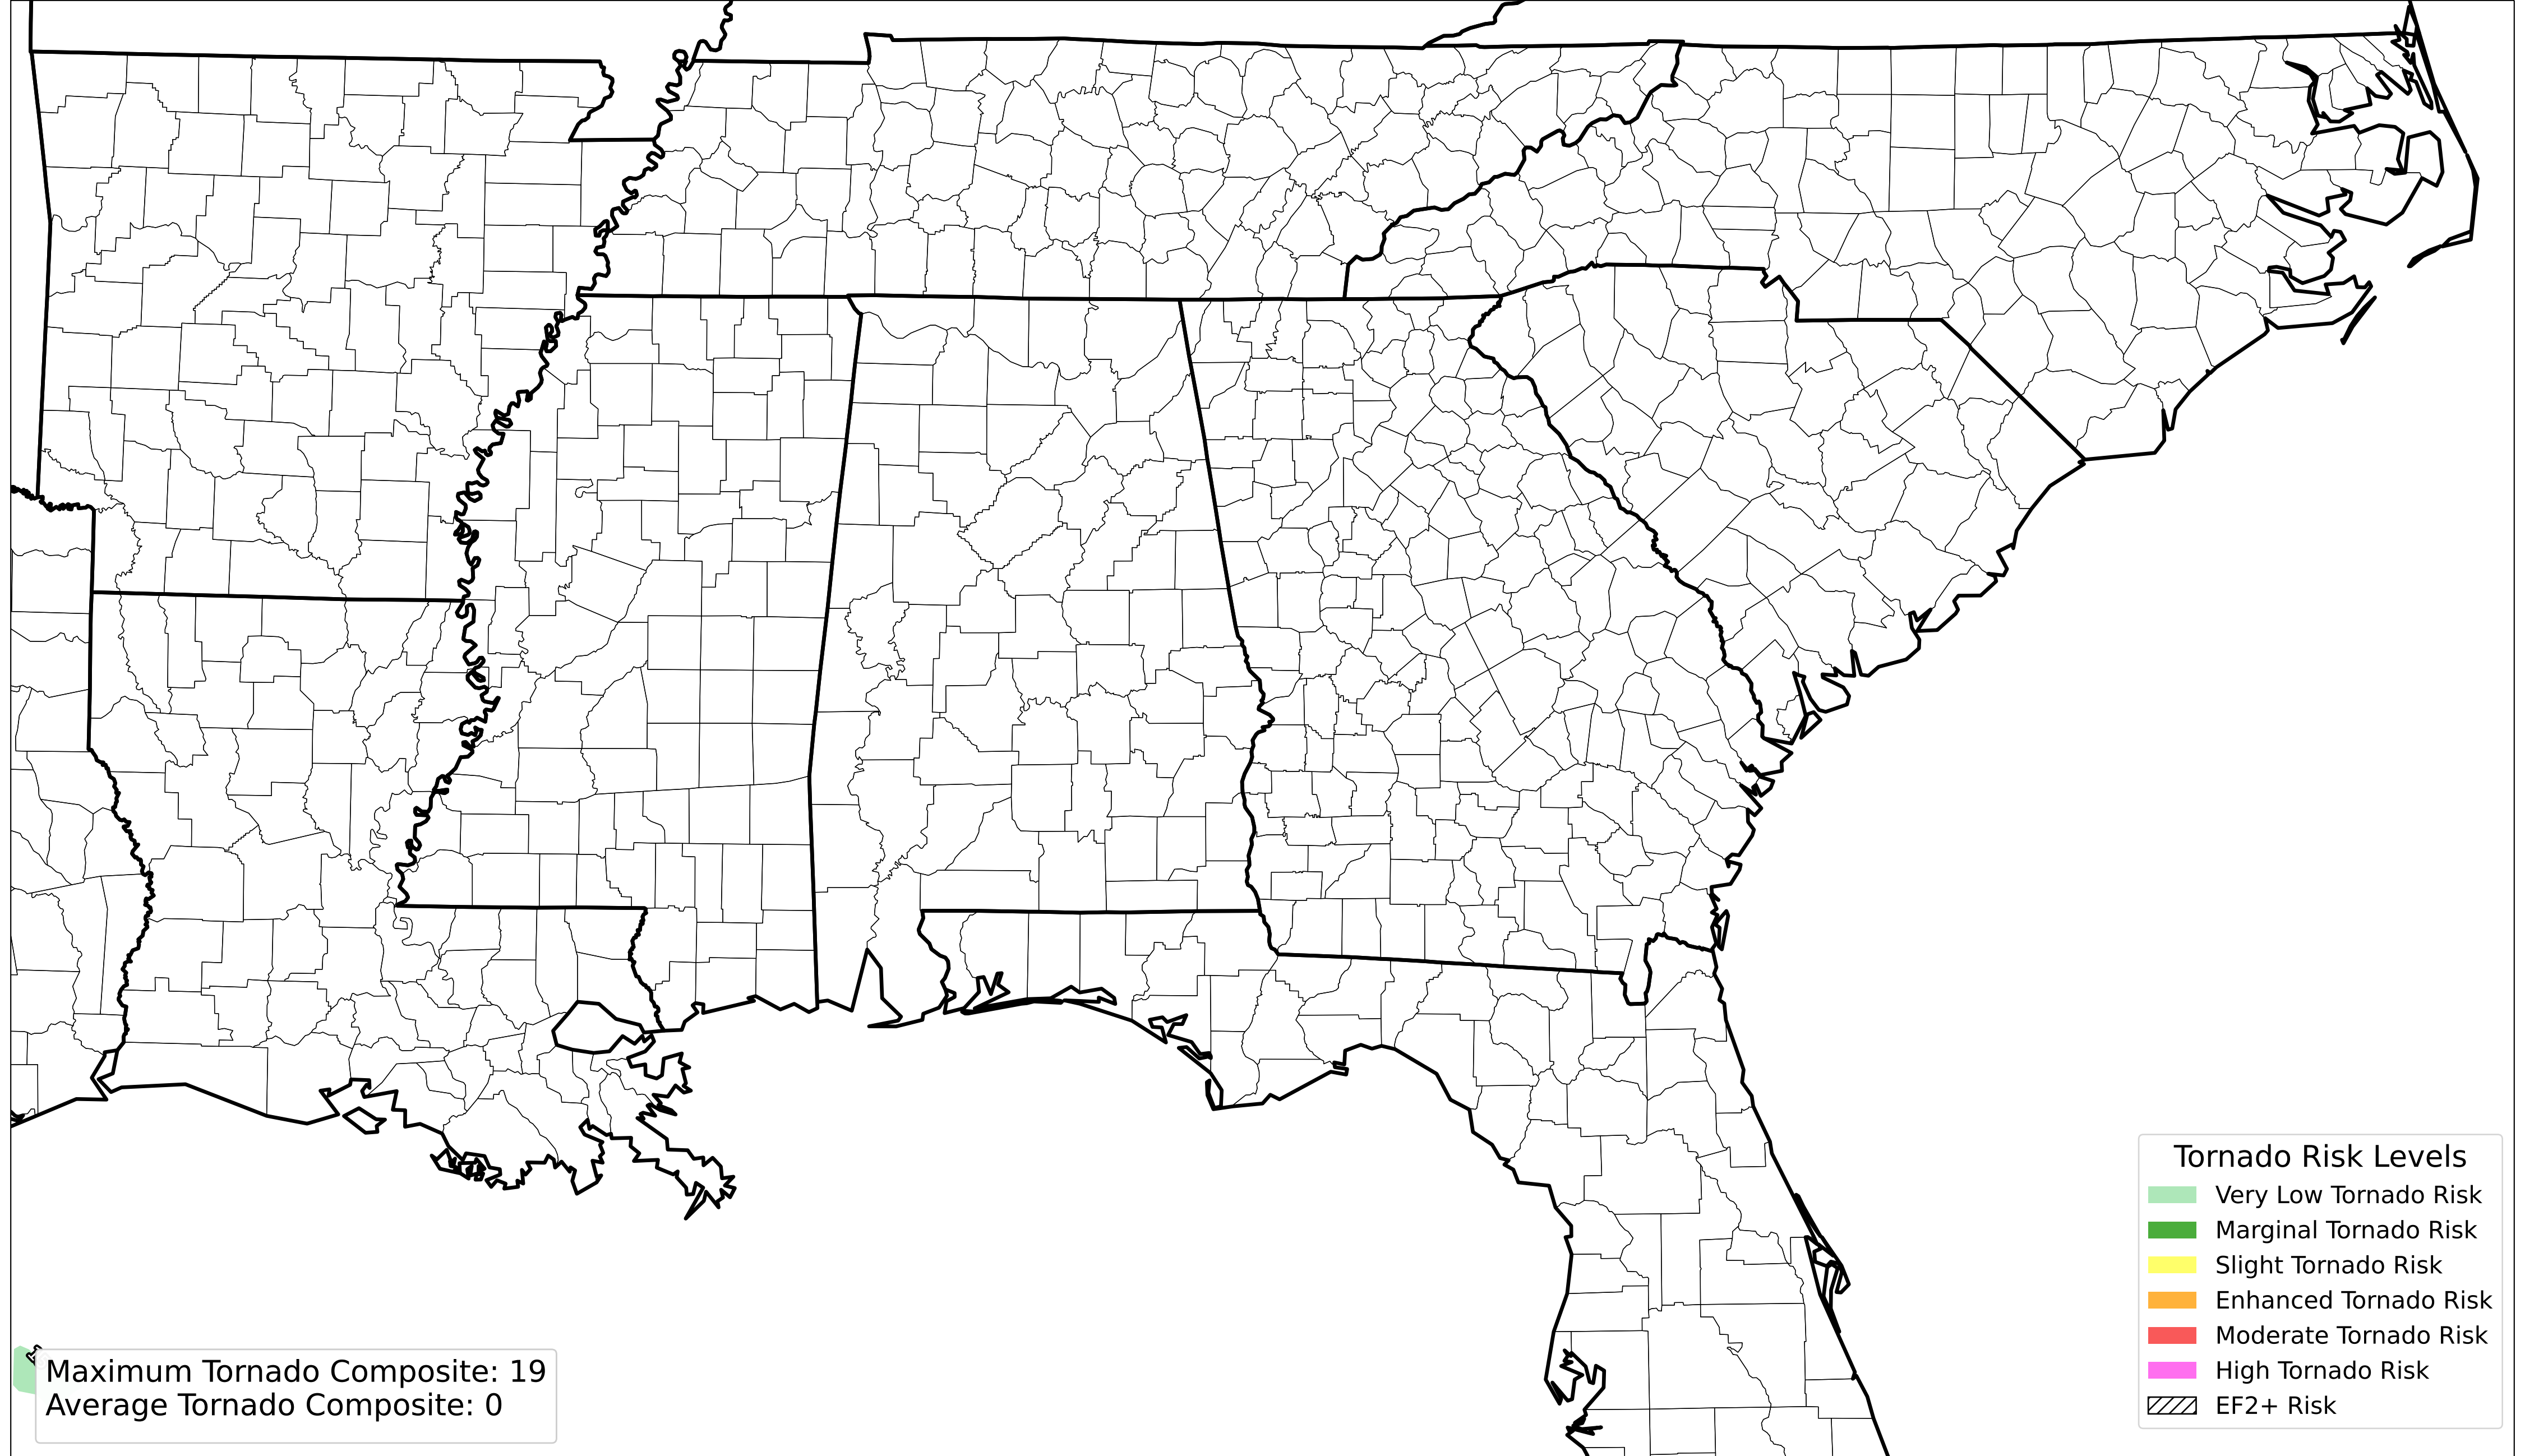 Maximum Tornado Composite: 19
Average Tornado Composite: 0
Tornado Risk Levels
Very Low Tornado Risk
Marginal Tornado Risk
Slight Tornado Risk
Enhanced Tornado Risk
Moderate Tornado Risk
High Tornado Risk
EF2+ Risk